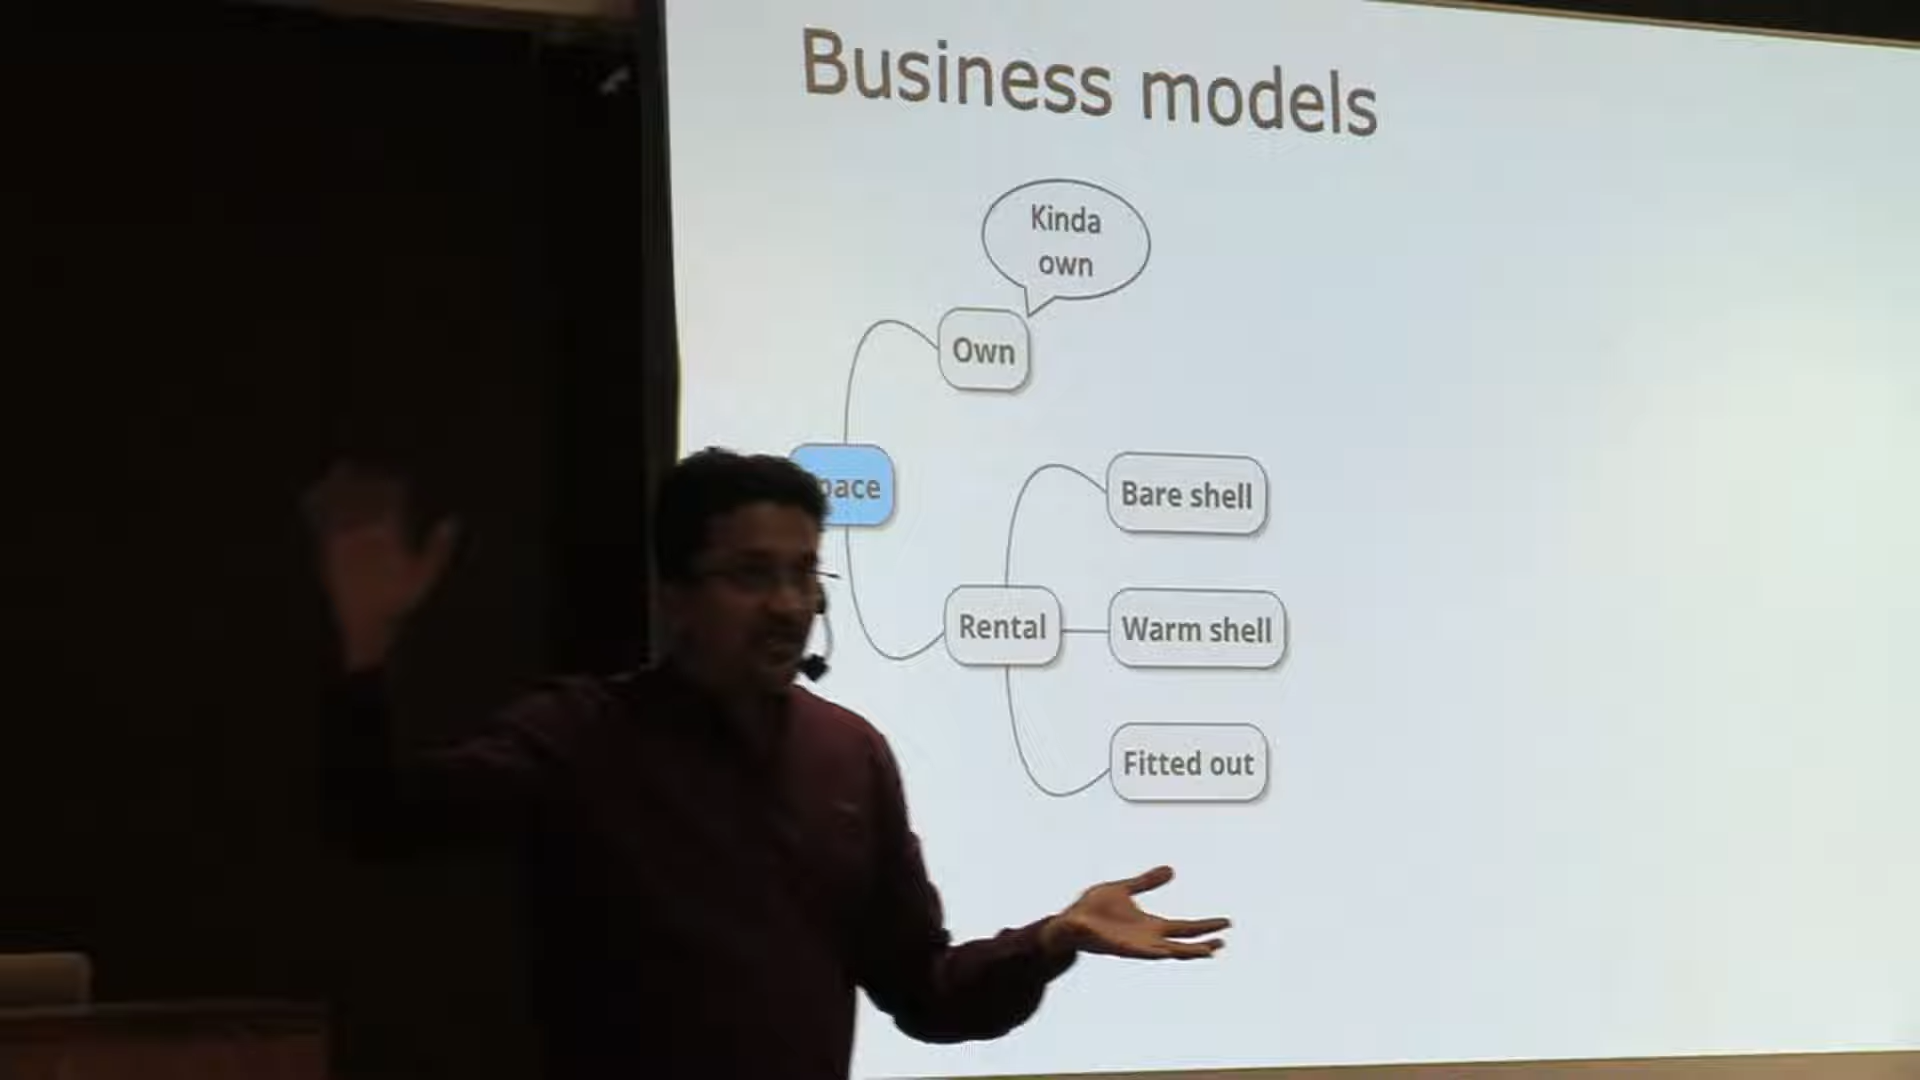 Business models
Kinda
own
Own
Bare shell
Rental
Warm shell
Fitted out